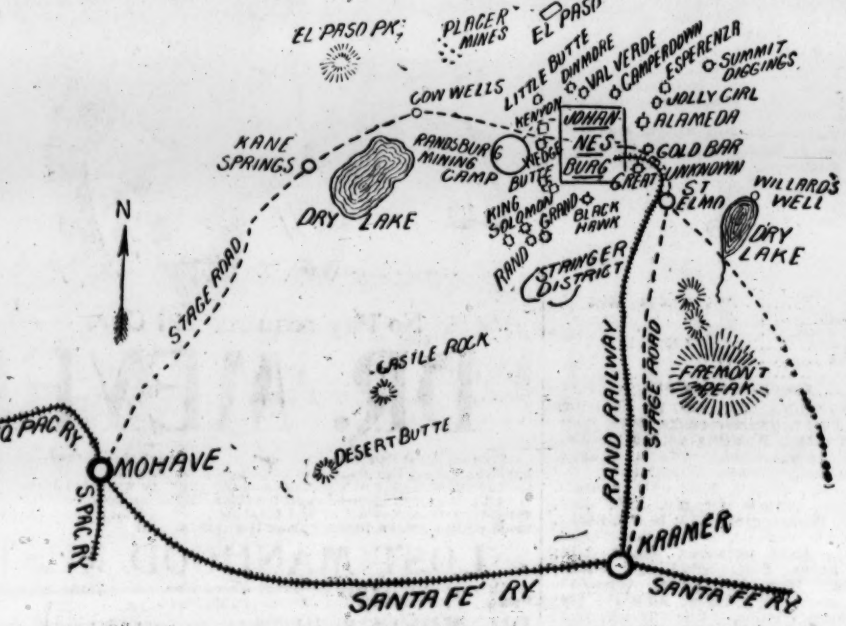 EL PASO PK;
PLACER
MINES
EL PASO
LITTLE BUTTE
DINMORE
VAL VERDE
CAMPERDOWN
ESPERENZA
SUMMIT
DIGGINGS.
COW WELLS
KENYON
JOHAN-
NES-
BURG
JOLLY GIRL
ALAMEDA
KANE
SPRINGS
RANDSBURG
MINING
CAMP
WEDGE
BUTTE
GOLD BAR
GREAT UNKNOWN
ST
ELMO
WILLARD'S
WELL
DRY LAKE
KING
SOLOMON
GRAND
BLACK
HAWK
RAND
STRINGER
DISTRICT
DRY
LAKE
N
STAGE ROAD
CASTLE ROCK
FREMONT
PEAK
RAND RAILWAY
STAGE ROAD
DESERT BUTTE
PAC RY
MOHAVE
S. PAC RY
KRAMER
SANTA FE' RY
SANTA FE' RY